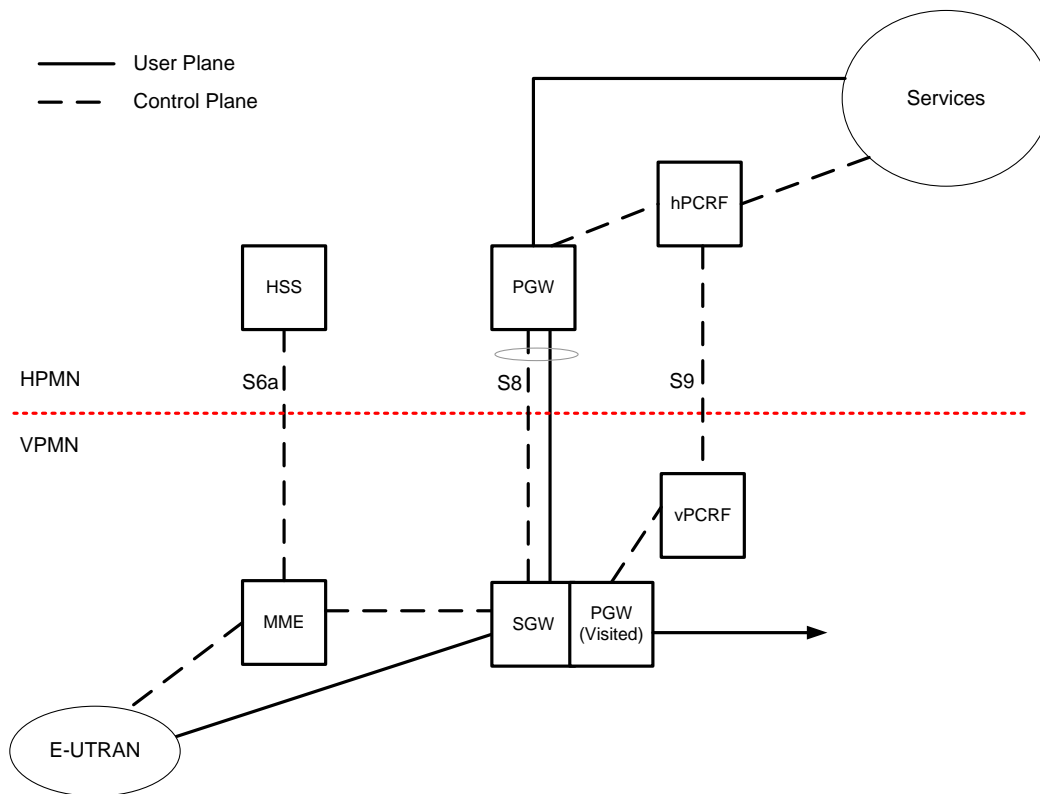 User Plane
Control Plane
Services
hPCRF
HSS
PGW
HPMN
S6a
S8
S9
VPMN
vPCRF
MME
SGW
PGW
(Visited)
E-UTRAN